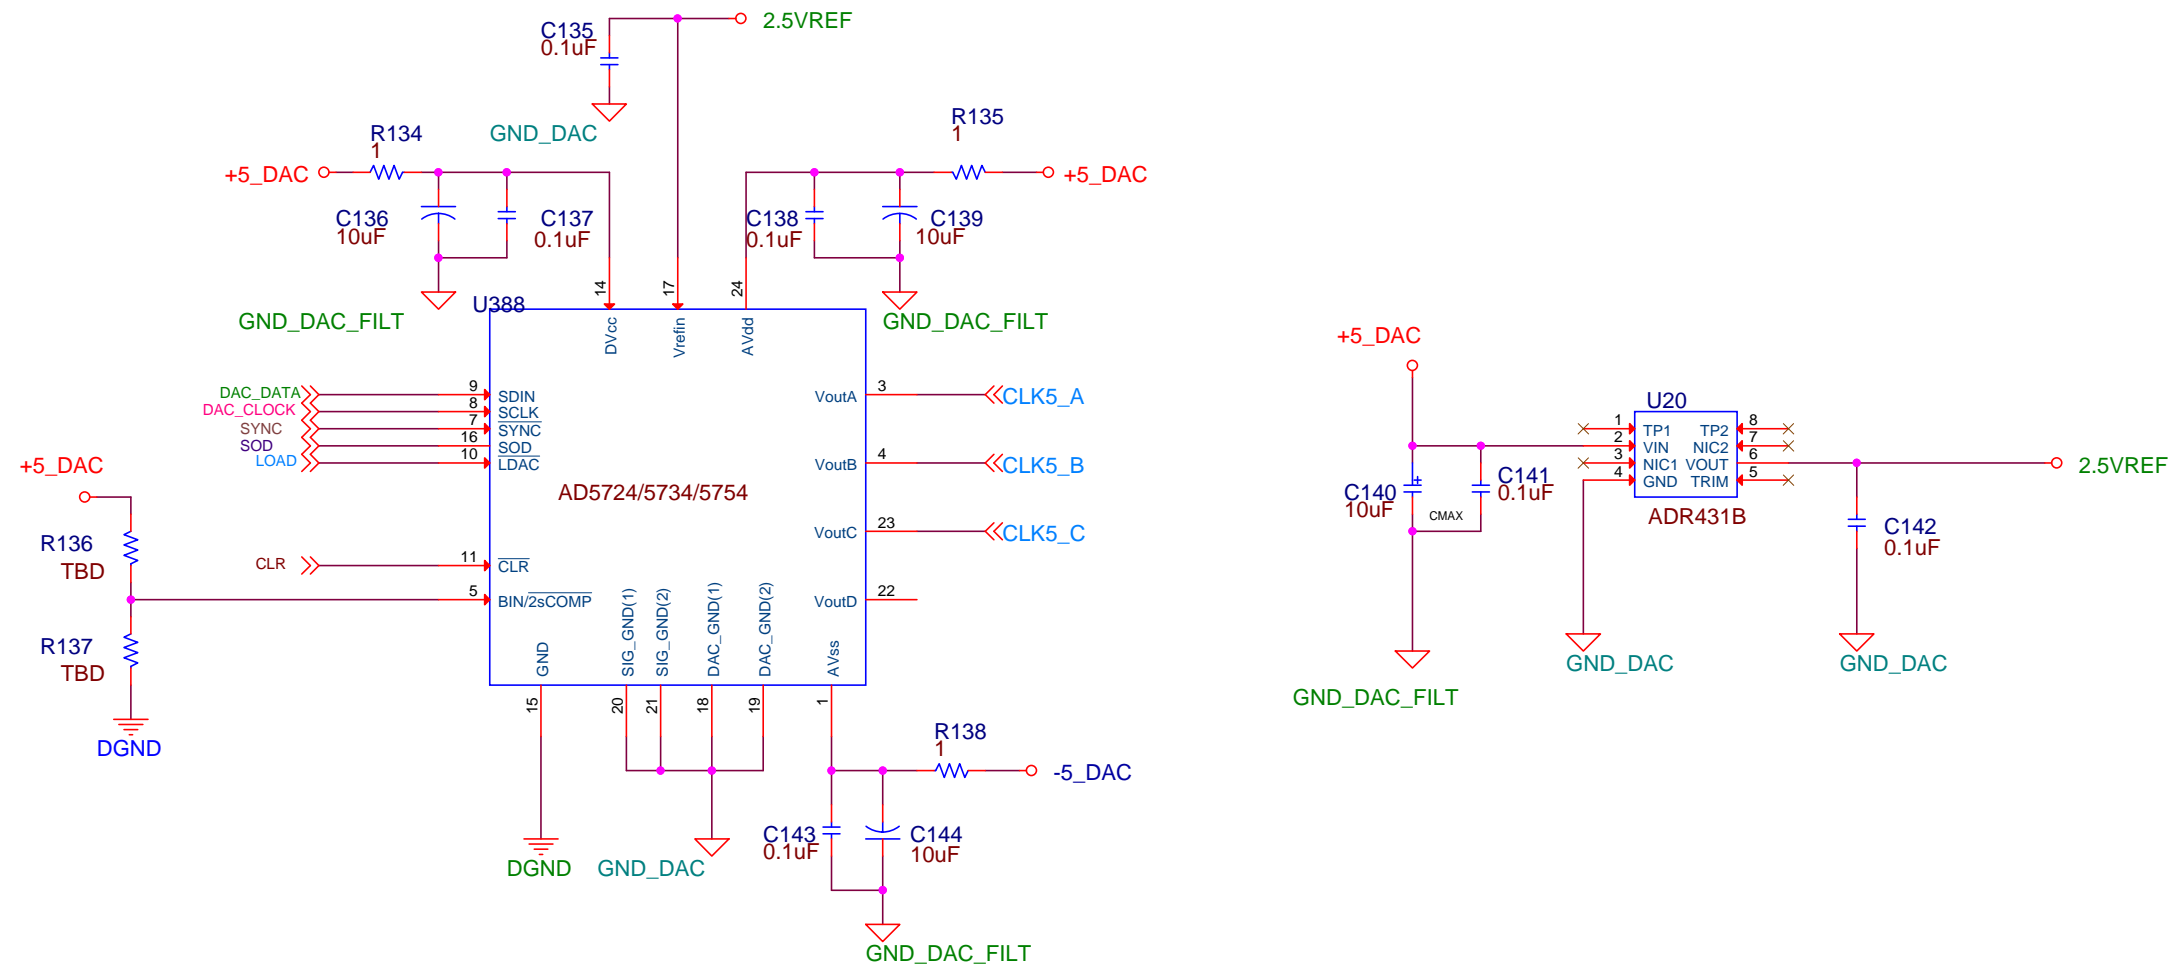 C135
0.1uF
2.5VREF
GND_DAC
R134
1
+5_DAC
C136
10uF
C137
0.1uF
GND_DAC_FILT
R135
1
+5_DAC
C138
0.1uF
C139
10uF
GND_DAC_FILT
U388
14
17
24
DVcc
Vrefin
AVdd
DAC_DATA
9
SDIN
DAC_CLOCK
8
SCLK
SYNC
7
SYNC
SOD
16
SOD
LOAD
10
LDAC
AD5724/5734/5754
VoutA
3
CLK5_A
VoutB
4
CLK5_B
VoutC
23
CLK5_C
VoutD
22
+5_DAC
R136
TBD
CLR
11
CLR
5
BIN/2sCOMP
R137
TBD
DGND
GND
SIG_GND(1)
SIG_GND(2)
DAC_GND(1)
DAC_GND(2)
AVss
15
20
21
18
19
1
DGND
GND_DAC
R138
1
-5_DAC
C143
0.1uF
C144
10uF
GND_DAC_FILT
+5_DAC
U20
1
TP1
TP2
8
2
VIN
NIC2
7
3
NIC1
VOUT
6
4
GND
TRIM
5
ADR431B
C140
10uF
+
CMAX
C141
0.1uF
2.5VREF
C142
0.1uF
GND_DAC
GND_DAC
GND_DAC_FILT